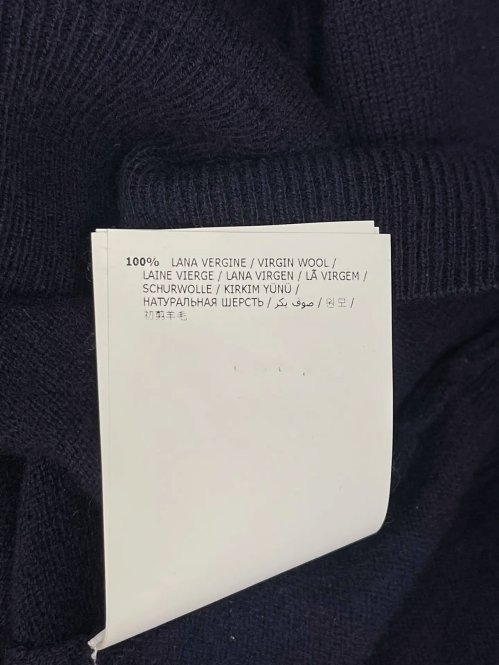 100% LANA VERGINE / VIRGIN WOOL /
LAINE VIERGE / LANA VIRGEN / LÃ VIRGEM /
SCHURWOLLE / KIRKIM YÜNÜ /
НАТУРАЛЬНАЯ ШЕРСТЬ / صوف بكر / 원모 /
初剪羊毛